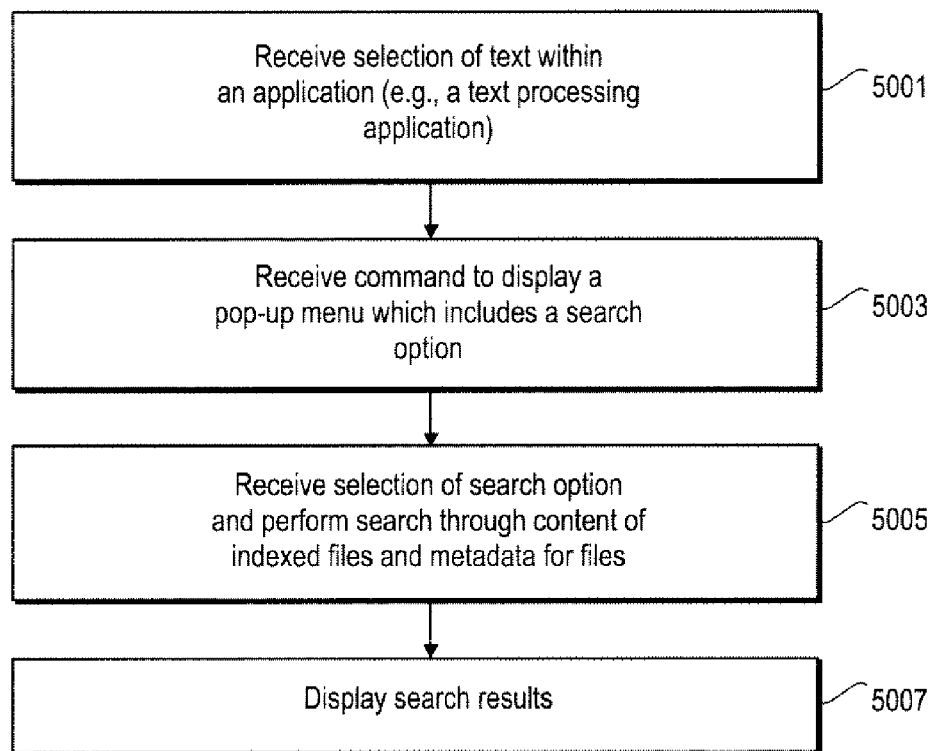 Receive selection of text within
an application (e.g., a text processing
application)
5001
Receive command to display a
pop-up menu which includes a search
option
5003
Receive selection of search option
and perform search through content of
indexed files and metadata for files
5005
Display search results
5007